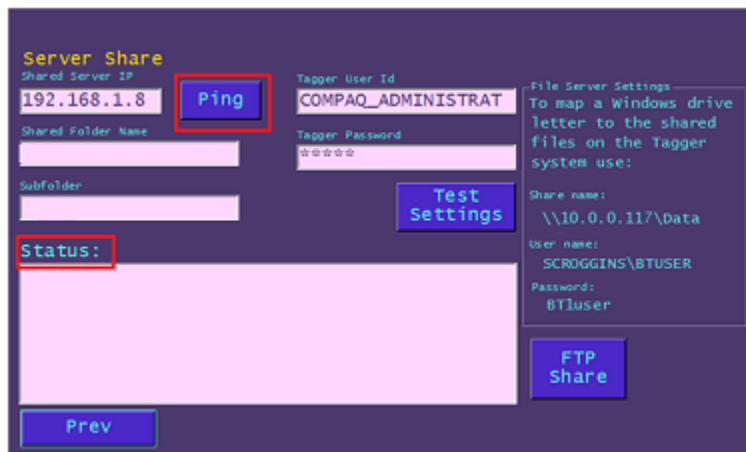 Server Share
Shared Server IP
192.168.1.8
Ping
Shared Folder Name
Subfolder
Tagger User Id
COMPAQ_ADMINISTRAT
Tagger Password
*****
Test
Settings
Status:
Prev
File Server Settings
To map a Windows drive
letter to the shared
files on the Tagger
system use:
Share name:
\\10.0.0.117\Data
User name:
SCROGGINS\BTUSER
Password:
BTluser
FTP
Share